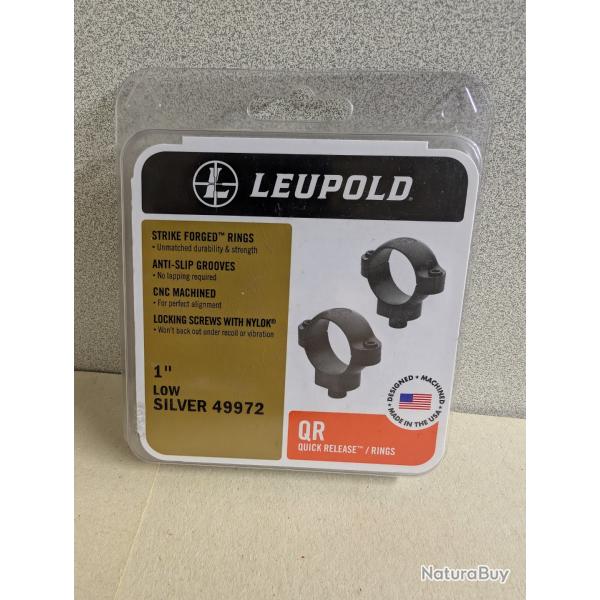 LEUPOLD®
STRIKE FORGED™ RINGS
• Unmatched durability & strength
ANTI-SLIP GROOVES
• No lapping required
CNC MACHINED
• For perfect alignment
LOCKING SCREWS WITH NYLOK®
• Won't back out under recoil or vibration
1"
LOW
SILVER 49972
• DESIGNED • MACHINED •
MADE IN THE USA
QR
QUICK RELEASE™ / RINGS
NaturaBuy